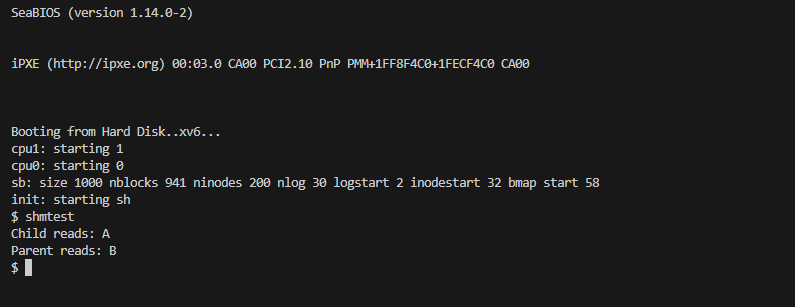 SeaBIOS (version 1.14.0-2)
iPXE (http://ipxe.org) 00:03.0 CA00 PCI2.10 PnP PMM+1FF8F4C0+1FECF4C0 CA00
Booting from Hard Disk..xv6...
cpu1: starting 1
cpu0: starting 0
sb: size 1000 nblocks 941 ninodes 200 nlog 30 logstart 2 inodestart 32 bmap start 58
init: starting sh
$ shmtest
Child reads: A
Parent reads: B
$